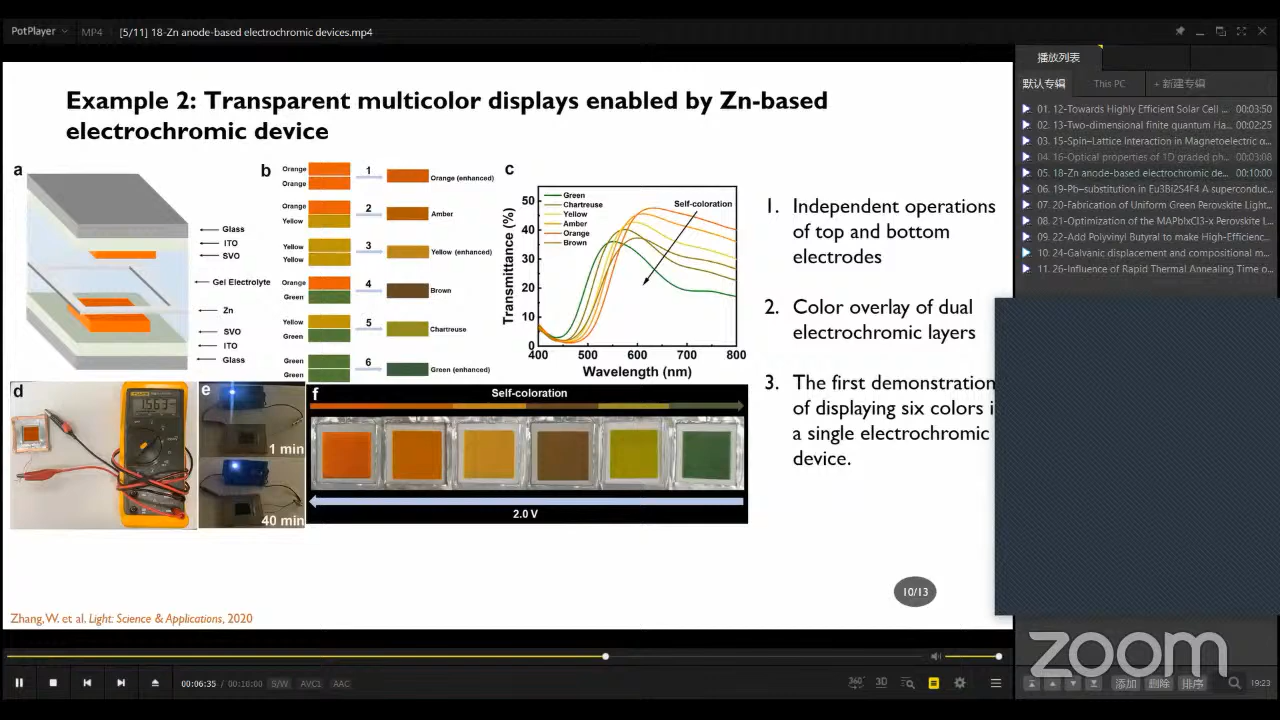 PotPlayer
MP4
[5/11] 18-Zn anode-based electrochromic devices.mp4
Example 2: Transparent multicolor displays enabled by Zn-based
electrochromic device
a
Glass
ITO
SVO
Gel Electrolyte
Zn
SVO
ITO
Glass
b
Orange
Orange
1
Orange (enhanced)
Orange
Yellow
2
Amber
Yellow
Yellow
3
Yellow (enhanced)
Orange
Green
4
Brown
Yellow
Green
5
Chartreuse
Green
Green
6
Green (enhanced)
c
Transmittance (%)
50
40
30
20
10
0
Green
Chartreuse
Yellow
Amber
Orange
Brown
Self-coloration
400 500 600 700 800
Wavelength (nm)
d
e
1 min
40 min
f
Self-coloration
2.0 V
1. Independent operations
of top and bottom
electrodes
2. Color overlay of dual
electrochromic layers
3. The first demonstration
of displaying six colors i
a single electrochromic
device.
10/13
Zhang, W. et al. Light: Science & Applications, 2020
播放列表
默认专辑 This PC + 新建专辑
01. 12-Towards Highly Efficient Solar Cell ... 00:03:50
02. 13-Two-dimensional finite quantum Ha... 00:02:25
03. 15-Spin–Lattice Interaction in Magnetoelectric α...
04. 16-Optical properties of 1D graded ph... 00:03:08
05. 18-Zn anode-based electrochromic de... 00:10:00
06. 19-Pb–substitution in Eu3Bi2S4F4 A superconduc...
07. 20-Fabrication of Uniform Green Perovskite Light...
08. 21-Optimization of the MAPbIxCl3-x Perovskite L...
09. 22-Add Polyvinyl Butyral to make High-Efficienc...
10. 24-Galvanic displacement and compositional m...
11. 26-Influence of Rapid Thermal Annealing Time o...
zoom
00:06:35 / 00:10:00 S/W AVC1 AAC
360° 3D
添加 删除 排序
19:23